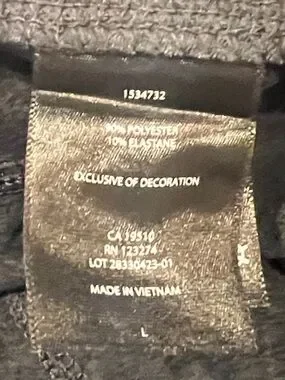 1534732
90% POLYESTER
10% ELASTANE
EXCLUSIVE OF DECORATION
CA 19510
RN 123274
LOT 28330423-01
MADE IN VIETNAM
L